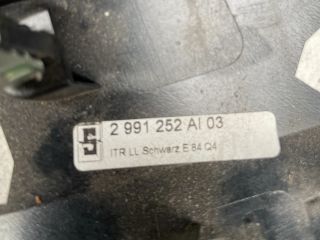 2 991 252 AI 03
ITR LL Schwarz E 84 Q4